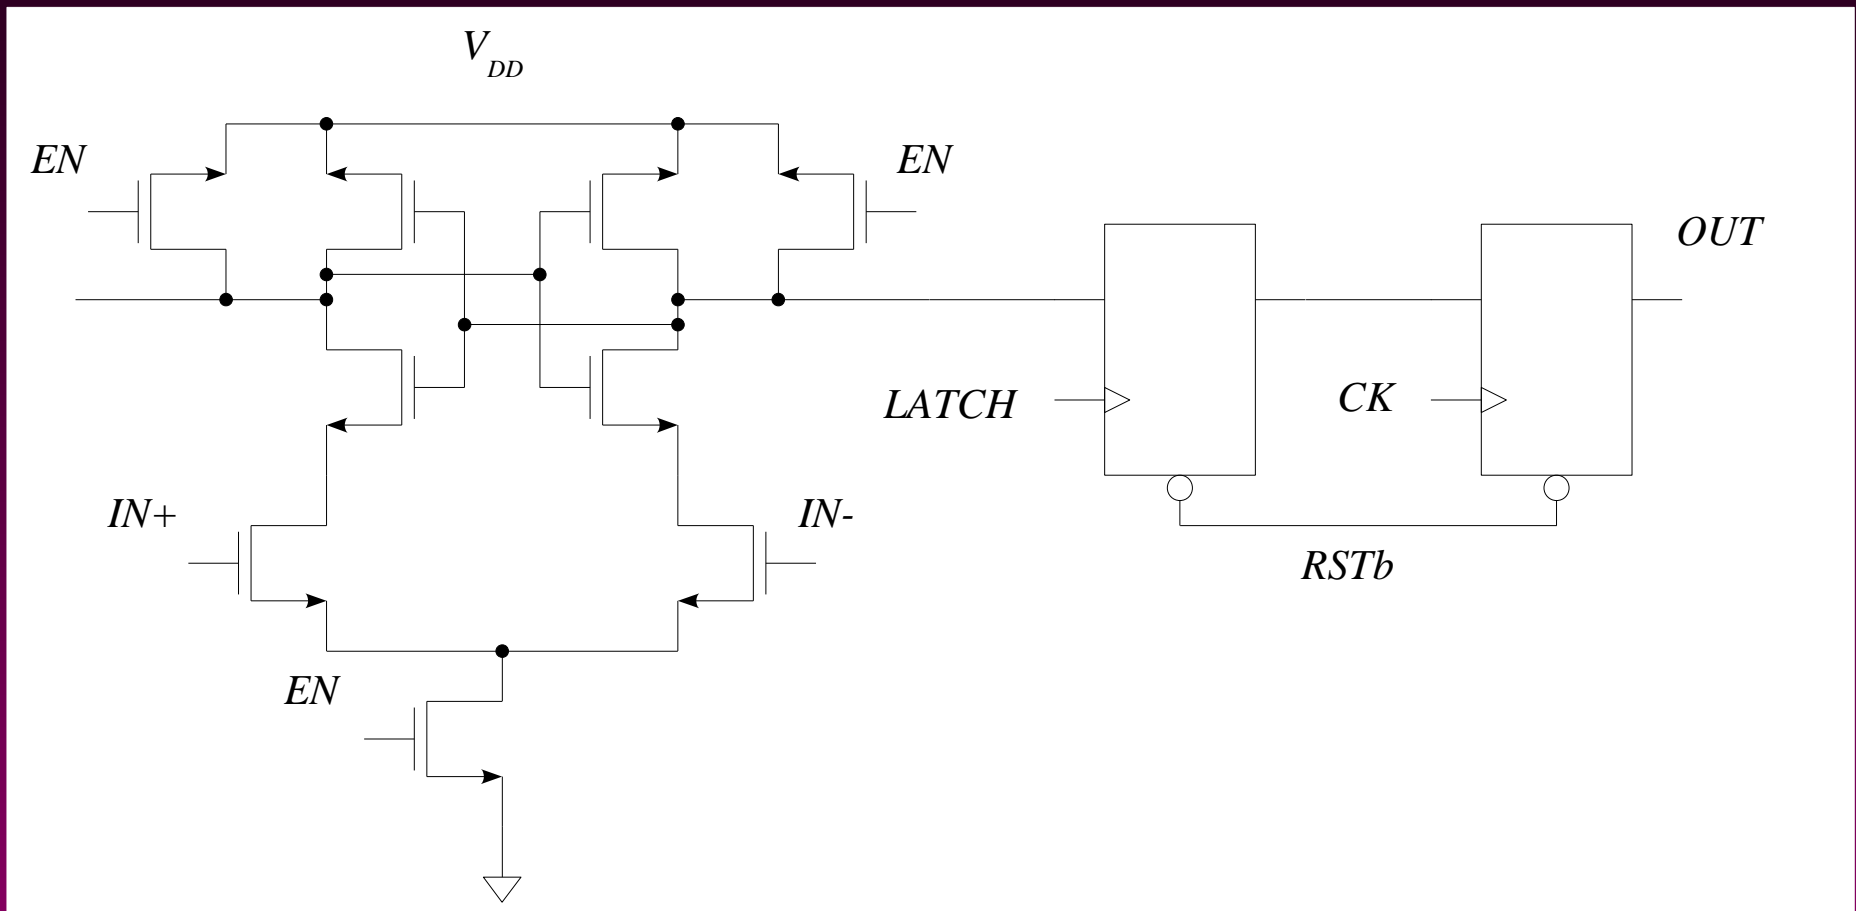 V_DD
EN
EN
OUT
LATCH
CK
IN+
IN-
RSTb
EN